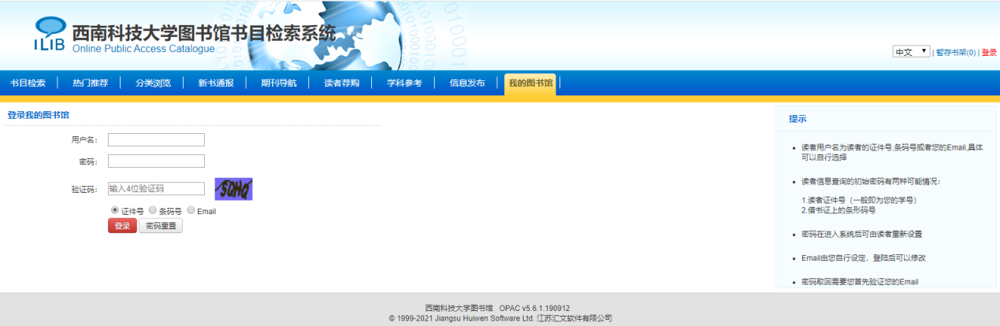 ILIB
西南科技大学图书馆书目检索系统
Online Public Access Catalogue
中文 | 暂存书架(0) | 登录
书目检索 热门推荐 分类浏览 新书通报 期刊导航 读者荐购 学科参考 信息发布 我的图书馆
登录我的图书馆
用户名：
密码：
验证码： 输入4位验证码
证件号 条码号 Email
登录 密码重置
提示
读者用户名为读者的证件号,条码号或者您的Email,具体
可以自行选择
读者信息查询的初始密码有两种可能情况：
1.读者证件号（一般即为您的学号）
2.借书证上的条形码号
密码在进入系统后可由读者重新设置
Email由您自行设定，登陆后可以修改
密码取回需要您首先验证您的Email
西南科技大学图书馆 OPAC v5.6.1.190912
© 1999-2021 Jiangsu Huiwen Software Ltd. 江苏汇文软件有限公司